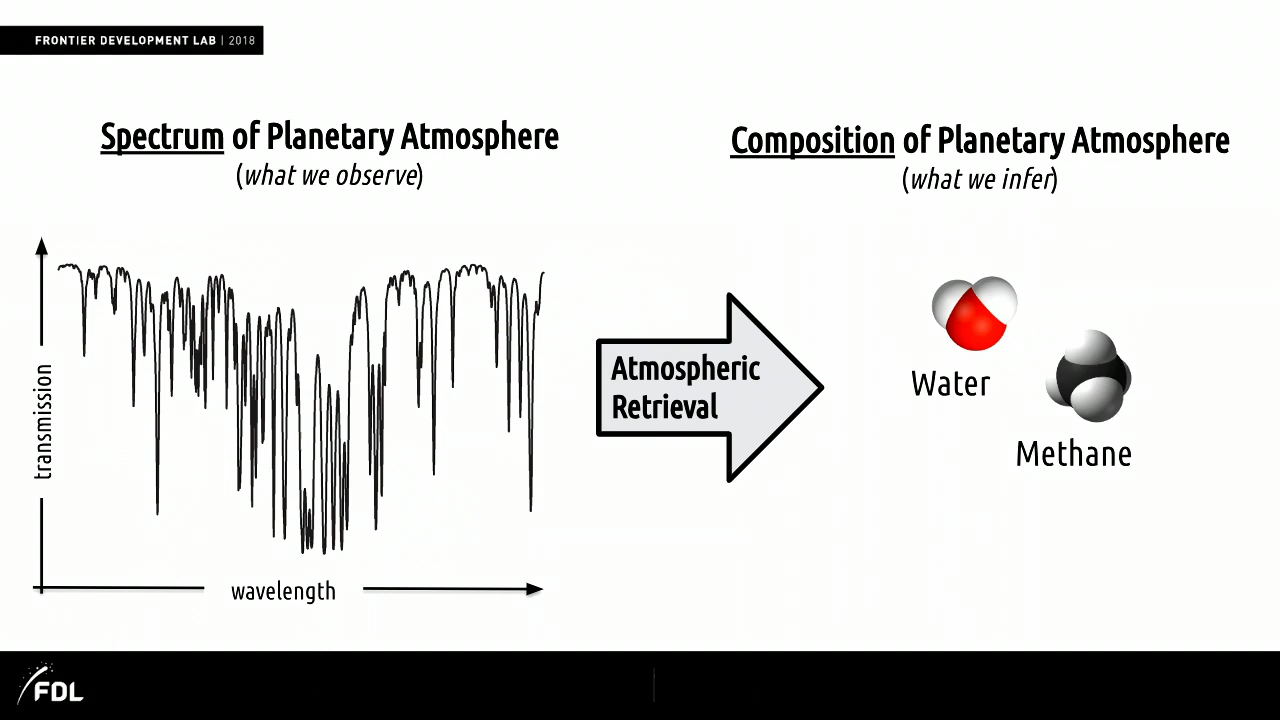 FRONTIER DEVELOPMENT LAB | 2018
Spectrum of Planetary Atmosphere
(what we observe)
Composition of Planetary Atmosphere
(what we infer)
transmission
wavelength
Atmospheric
Retrieval
Water
Methane
FDL